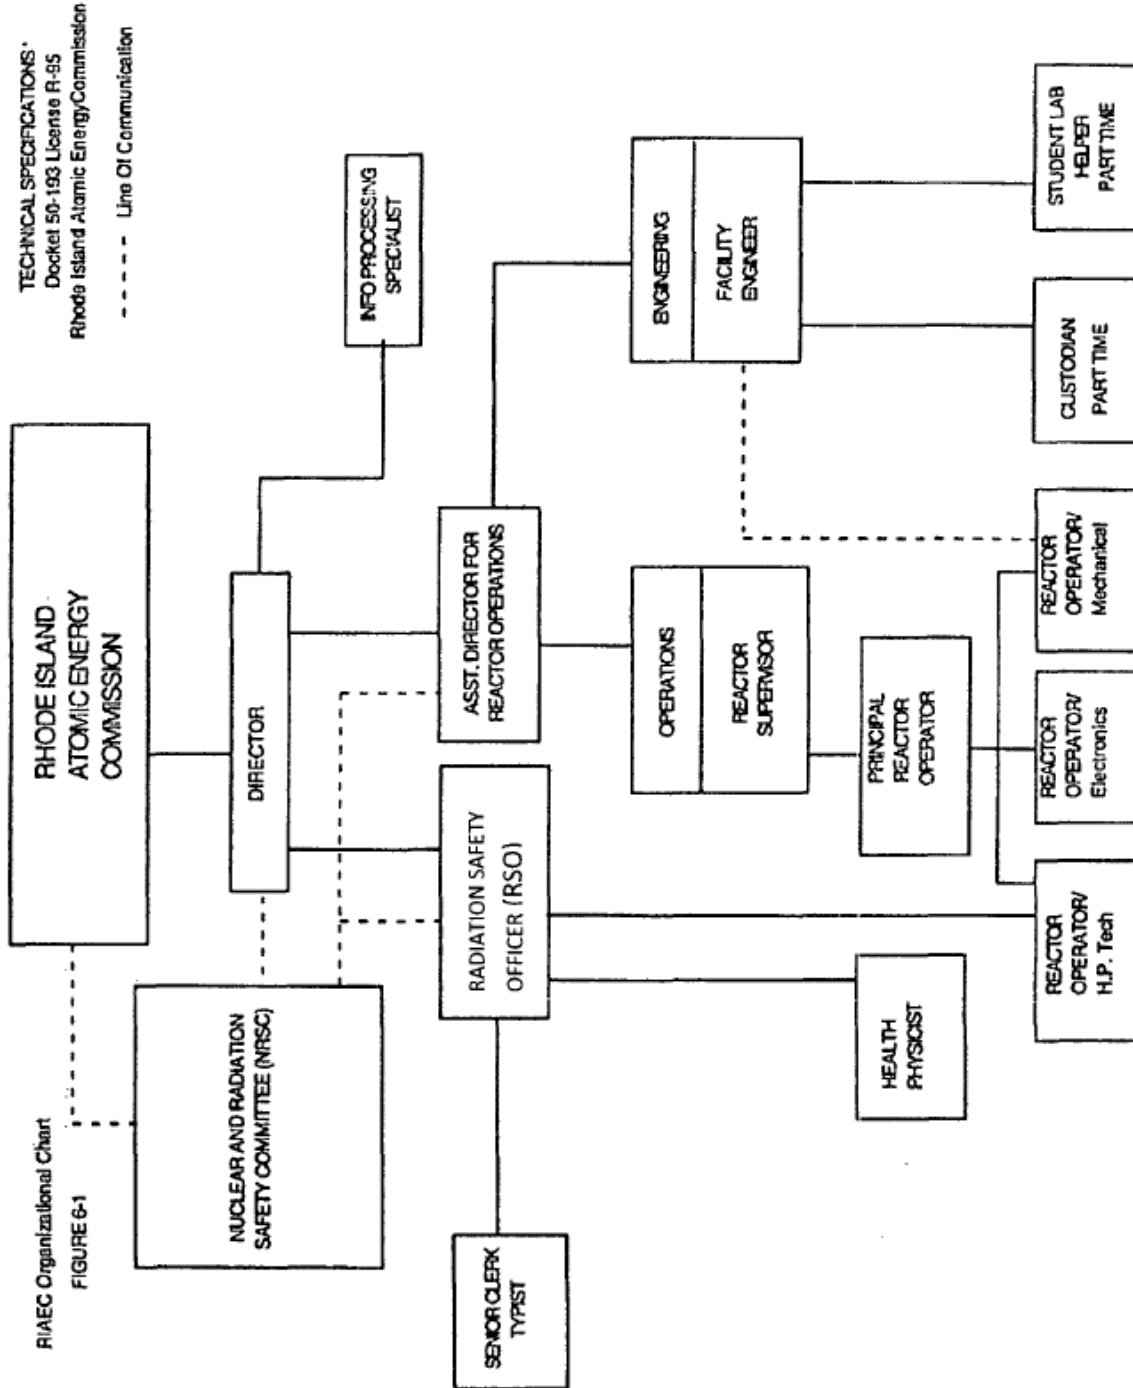 RIAEC Organizational Chart
FIGURE 6-1
TECHNICAL SPECIFICATIONS
Docket 50-193 License R-95
Rhode Island Atomic EnergyCommission
---- Line Of Communication
RHODE ISLAND
ATOMIC ENERGY
COMMISSION
NUCLEAR AND RADIATION
SAFETY COMMITTEE (NRSC)
DIRECTOR
INFO PROCESSING
SPECIALIST
SENIOR CLERK
TYPIST
RADIATION SAFETY
OFFICER (RSO)
ASST. DIRECTOR FOR
REACTOR OPERATIONS
OPERATIONS
REACTOR
SUPERVISOR
ENGINEERING
FACILITY
ENGINEER
HEALTH
PHYSICIST
PRINCIPAL
REACTOR
OPERATOR
REACTOR
OPERATOR/
H.P. Tech
REACTOR
OPERATOR/
Electronics
REACTOR
OPERATOR/
Mechanical
CUSTODIAN
PART TIME
STUDENT LAB
HELPER
PART TIME